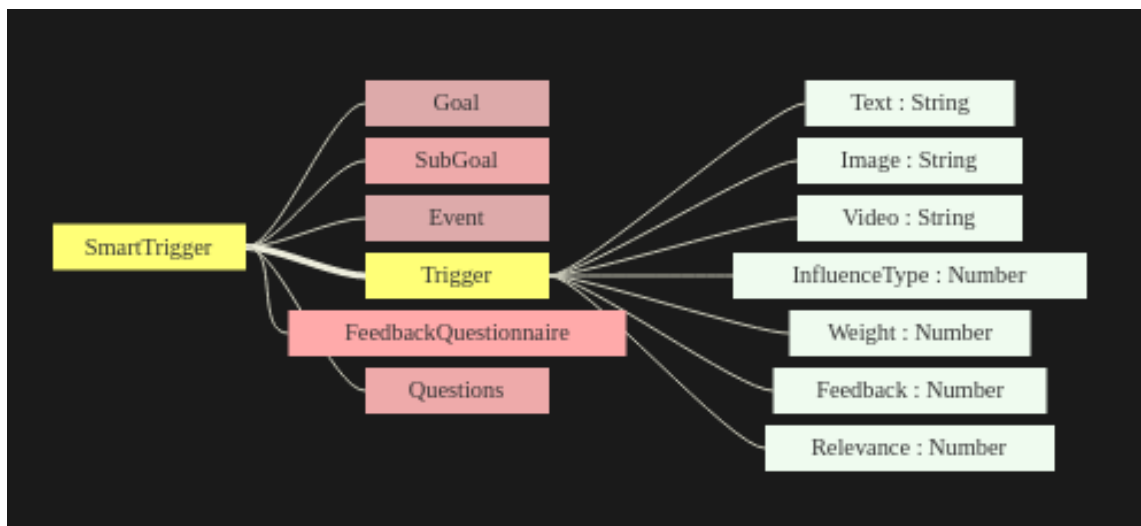 SmartTrigger
Goal
SubGoal
Event
Trigger
FeedbackQuestionnaire
Questions
Text : String
Image : String
Video : String
InfluenceType : Number
Weight : Number
Feedback : Number
Relevance : Number